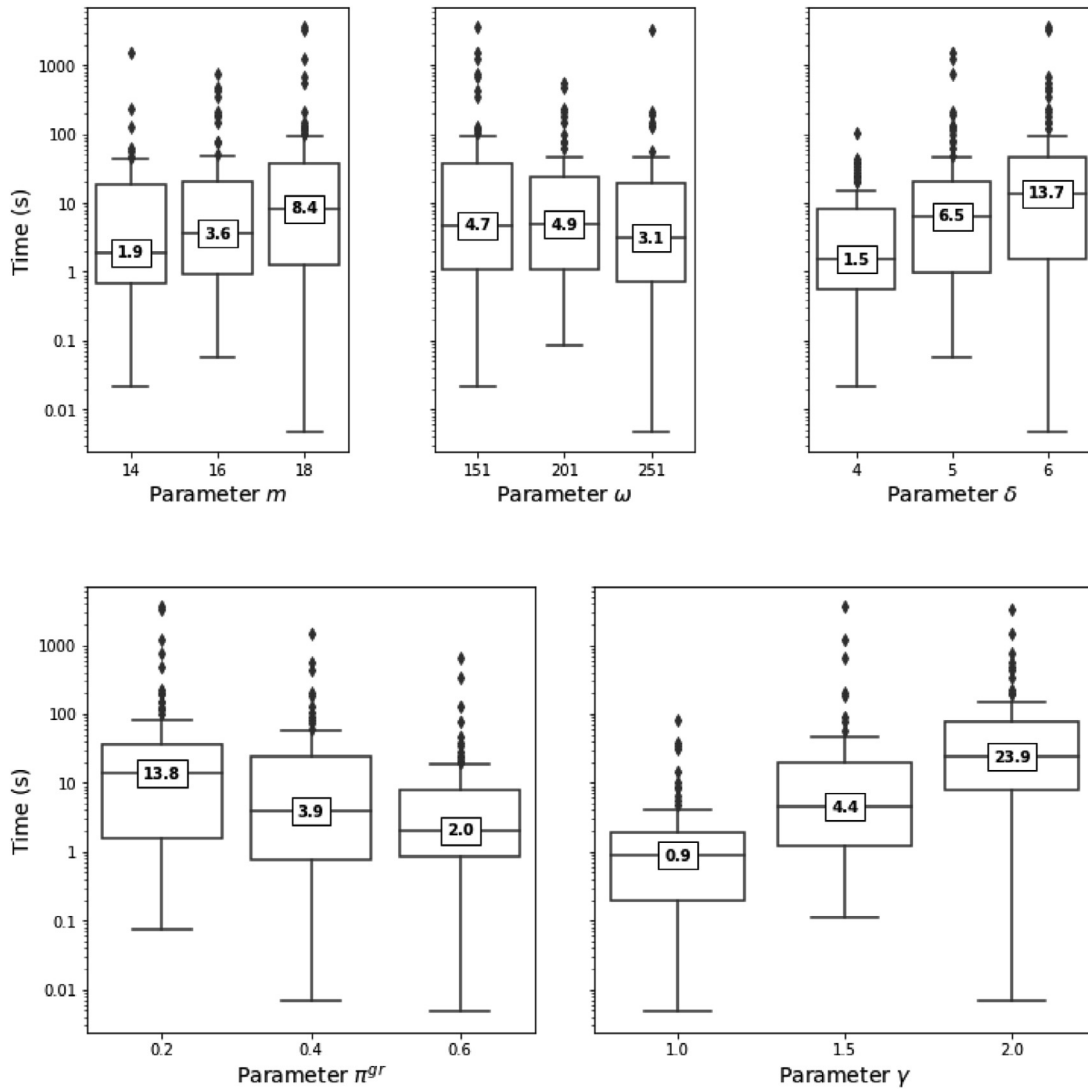 1000
100
10
1
0.1
0.01
Time (s)
1.9
3.6
8.4
14 16 18
Parameter m
4.7
4.9
3.1
151 201 251
Parameter ω
1.5
6.5
13.7
4 5 6
Parameter δ
1000
100
10
1
0.1
0.01
Time (s)
13.8
3.9
2.0
0.2 0.4 0.6
Parameter π^{gr}
0.9
4.4
23.9
1.0 1.5 2.0
Parameter γ